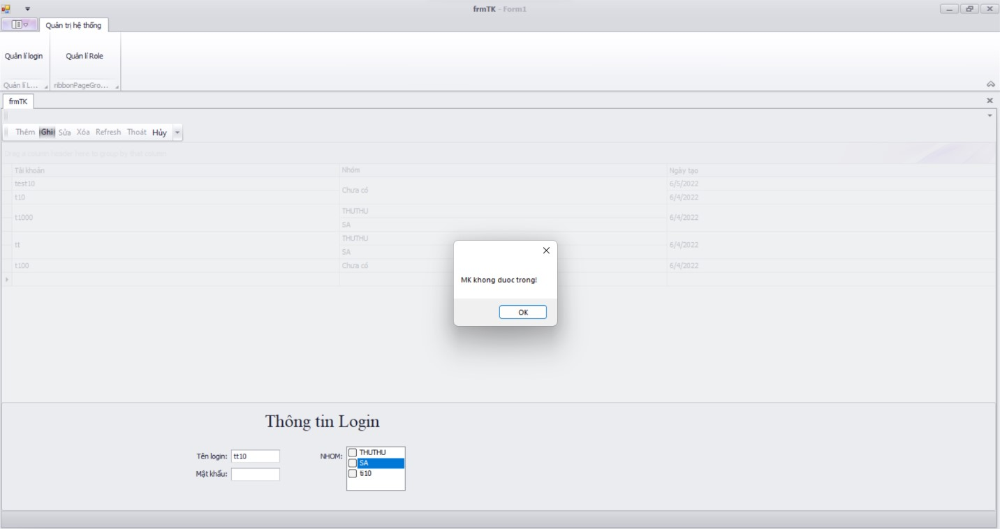 frmTK - Form1
Quản trị hệ thống
Quản lí login
Quản lí Role
Quản lí L...
ribbonPageGro...
frmTK
Thêm Ghi Sửa Xóa Refresh Thoát Hủy
Drag a column header here to group by that column
Tài khoản Nhóm Ngày tạo
test10 Chưa có 6/5/2022
t10 6/4/2022
t1000 THUTHU 6/4/2022
SA
tt THUTHU 6/4/2022
SA
t100 Chưa có 6/4/2022
MK khong duoc trong!
OK
Thông tin Login
Tên login: tt10
Mật khẩu:
NHOM:
THUTHU
SA
ti10